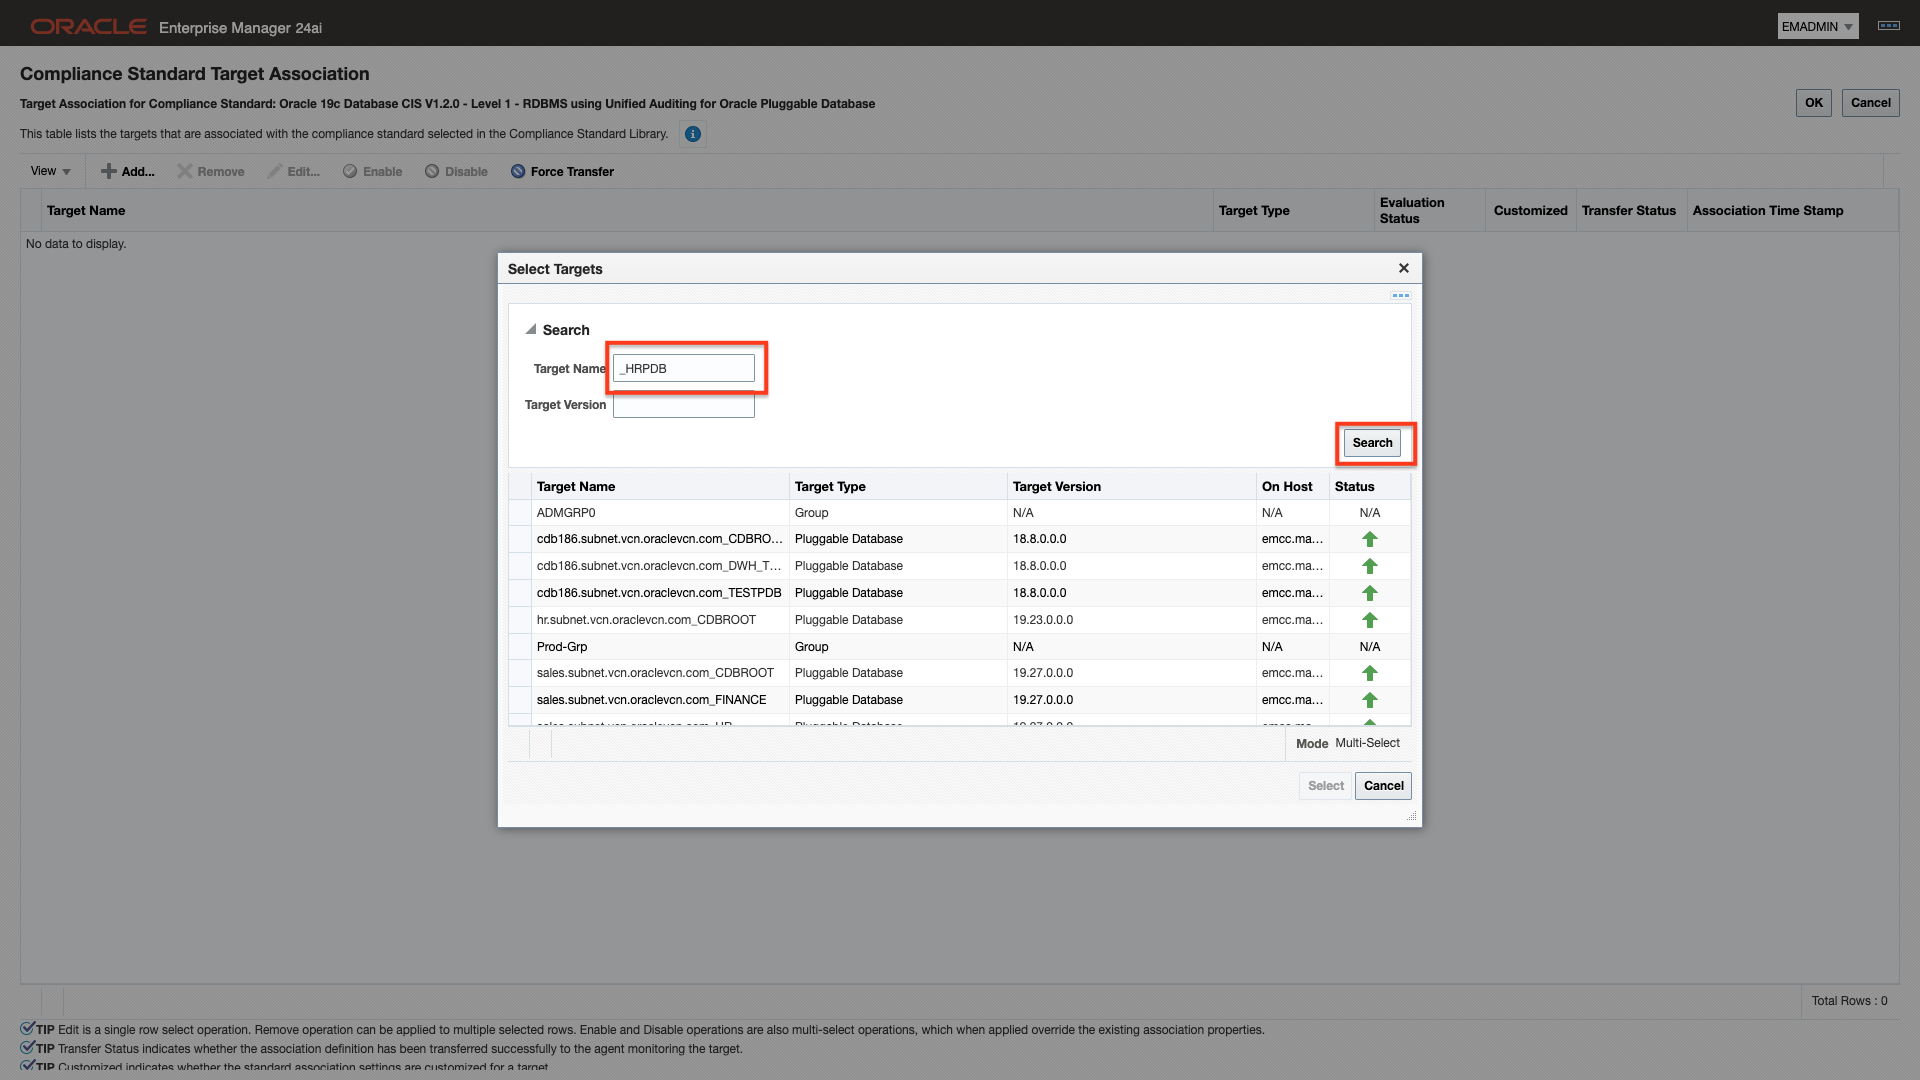 ORACLE Enterprise Manager 24ai
EMADMIN
Compliance Standard Target Association
Target Association for Compliance Standard: Oracle 19c Database CIS V1.2.0 - Level 1 - RDBMS using Unified Auditing for Oracle Pluggable Database
OK Cancel
This table lists the targets that are associated with the compliance standard selected in the Compliance Standard Library.
View Add... Remove Edit... Enable Disable Force Transfer
Target Name Target Type Evaluation Status Customized Transfer Status Association Time Stamp
No data to display.
Select Targets
Search
Target Name _HRPDB
Target Version
Search
Target Name Target Type Target Version On Host Status
ADMGRP0 Group N/A N/A N/A
cdb186.subnet.vcn.oraclevcn.com_CDBRO... Pluggable Database 18.8.0.0.0 emcc.ma...
cdb186.subnet.vcn.oraclevcn.com_DWH_T... Pluggable Database 18.8.0.0.0 emcc.ma...
cdb186.subnet.vcn.oraclevcn.com_TESTPDB Pluggable Database 18.8.0.0.0 emcc.ma...
hr.subnet.vcn.oraclevcn.com_CDBROOT Pluggable Database 19.23.0.0.0 emcc.ma...
Prod-Grp Group N/A N/A N/A
sales.subnet.vcn.oraclevcn.com_CDBROOT Pluggable Database 19.27.0.0.0 emcc.ma...
sales.subnet.vcn.oraclevcn.com_FINANCE Pluggable Database 19.27.0.0.0 emcc.ma...
Mode Multi-Select
Select Cancel
Total Rows : 0
TIP Edit is a single row select operation. Remove operation can be applied to multiple selected rows. Enable and Disable operations are also multi-select operations, which when applied override the existing association properties.
TIP Transfer Status indicates whether the association definition has been transferred successfully to the agent monitoring the target.
TIP Customized indicates whether the standard association settings are customized for a target